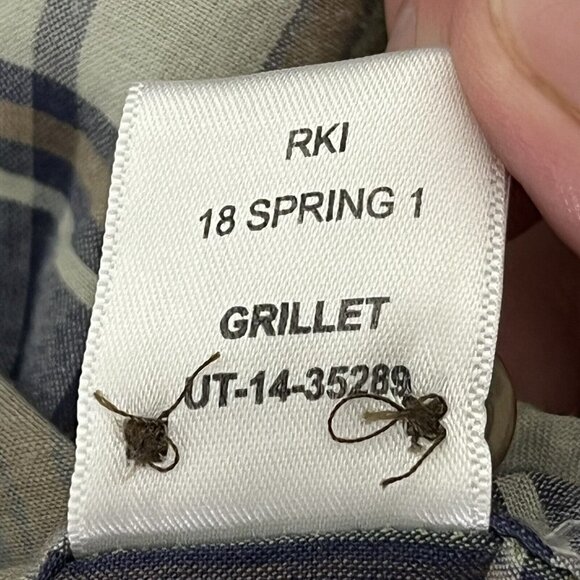 RKI
18 SPRING 1
GRILLET
UT-14-35289